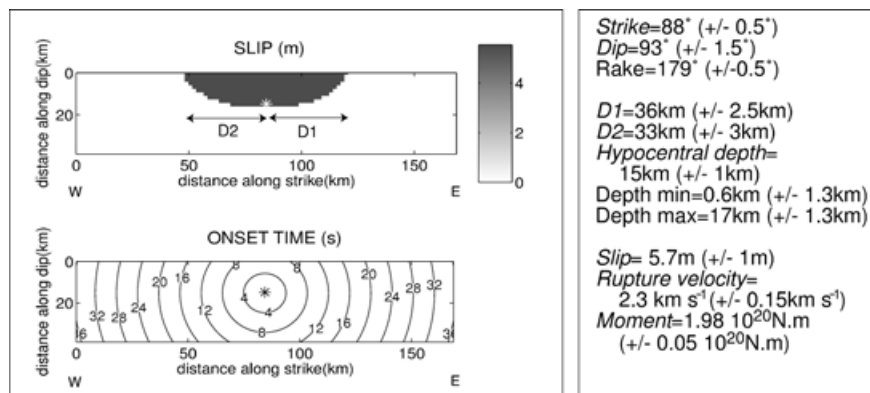 SLIP (m)
distance along dip(km)
0
20
D2
D1
4
2
0
0
50
100
150
W
distance along strike(km)
E
ONSET TIME (s)
distance along dip(km)
0
20
8
8
20
16
20
4
28
32
32
28
24
12
4
12
16
24
36
8
0
50
100
150
W
distance along strike(km)
E
Strike=88° (+/- 0.5°)
Dip=93° (+/- 1.5°)
Rake=179° (+/-0.5°)
D1=36km (+/- 2.5km)
D2=33km (+/- 3km)
Hypocentral depth=
15km (+/- 1km)
Depth min=0.6km (+/- 1.3km)
Depth max=17km (+/- 1.3km)
Slip= 5.7m (+/- 1m)
Rupture velocity=
2.3 km s⁻¹(+/- 0.15km s⁻¹)
Moment=1.98 10²⁰N.m
(+/- 0.05 10²⁰N.m)